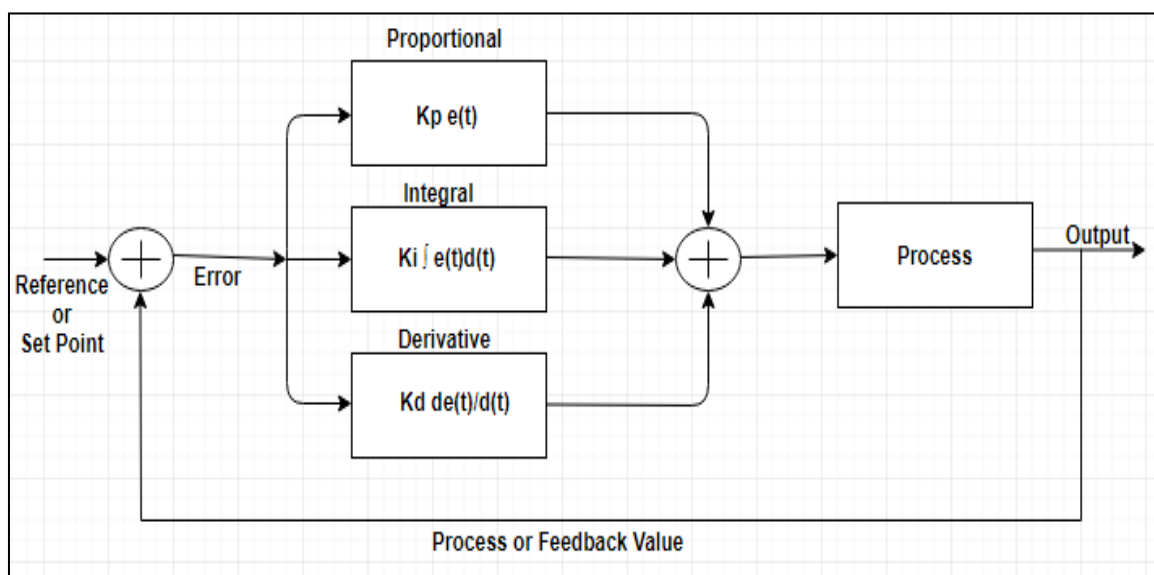 Proportional
Kp e(t)
Integral
Ki ∫ e(t)d(t)
Derivative
Kd de(t)/d(t)
Reference
or
Set Point
Error
Process
Output
Process or Feedback Value